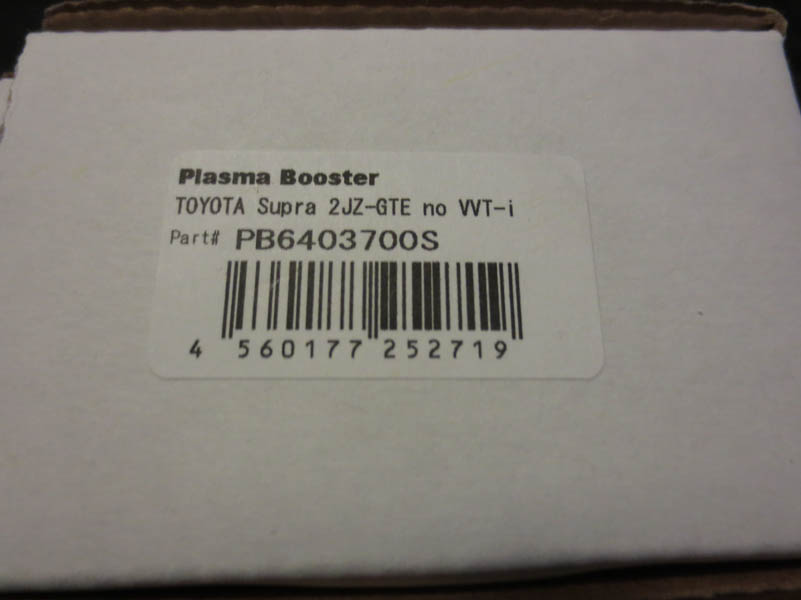 Plasma Booster
TOYOTA Supra 2JZ-GTE no VVT-i
Part# PB6403700S
4 560177 252719